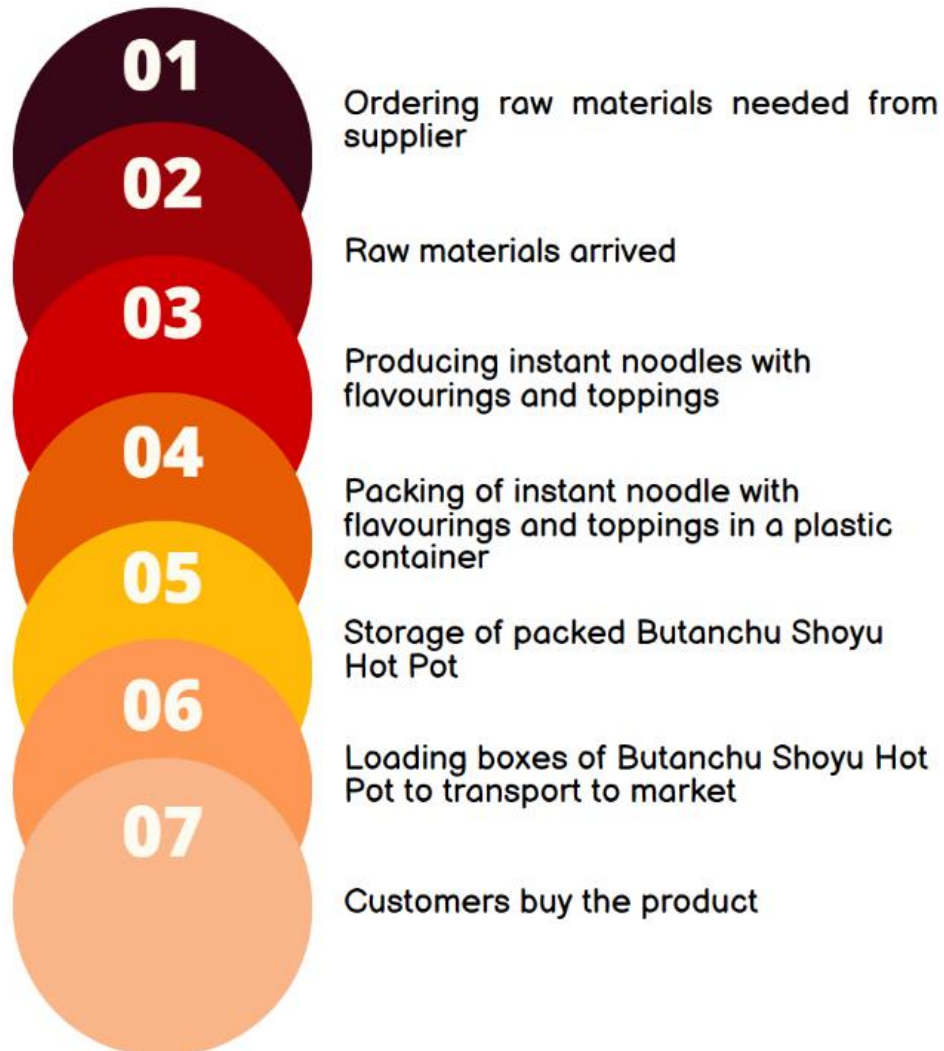 01
Ordering raw materials needed from
supplier
02
Raw materials arrived
03
Producing instant noodles with
flavourings and toppings
04
Packing of instant noodle with
flavourings and toppings in a plastic
container
05
Storage of packed Butanchu Shoyu
Hot Pot
06
Loading boxes of Butanchu Shoyu Hot
Pot to transport to market
07
Customers buy the product